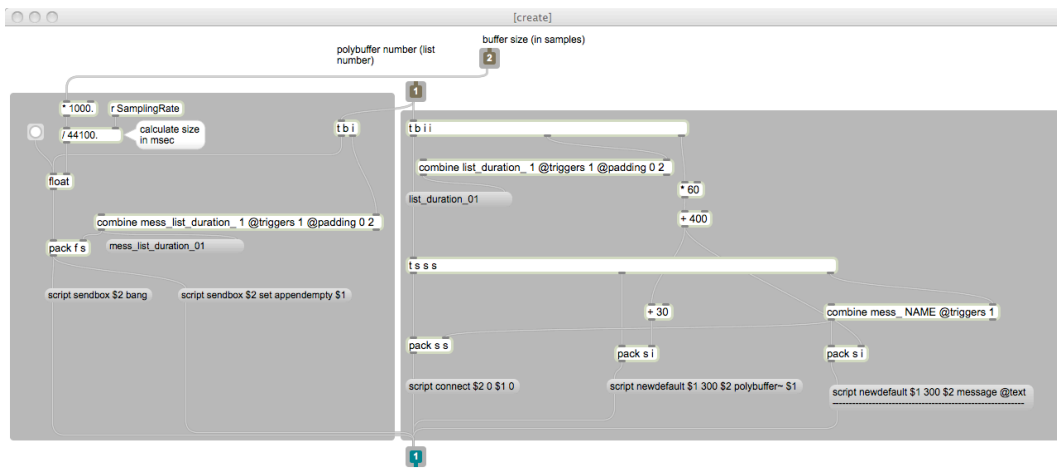 [create]
buffer size (in samples)
polybuffer number (list
number)
2
1
* 1000.
r SamplingRate
/ 44100.
calculate size
in msec
t b i
t b i i
float
combine list_duration_ 1 @triggers 1 @padding 0 2
* 60
list_duration_01
combine mess_list_duration_ 1 @triggers 1 @padding 0 2
+ 400
pack f s
mess_list_duration_01
t s s s
script sendbox $2 bang
script sendbox $2 set appendempty $1
+ 30
combine mess_ NAME @triggers 1
pack s s
pack s i
pack s i
script connect $2 0 $1 0
script newdefault $1 300 $2 polybuffer~ $1
script newdefault $1 300 $2 message @text
1